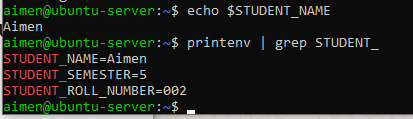 aimen@ubuntu-server:~$ echo $STUDENT_NAME
Aimen
aimen@ubuntu-server:~$ printenv | grep STUDENT_
STUDENT_NAME=Aimen
STUDENT_SEMESTER=5
STUDENT_ROLL_NUMBER=002
aimen@ubuntu-server:~$